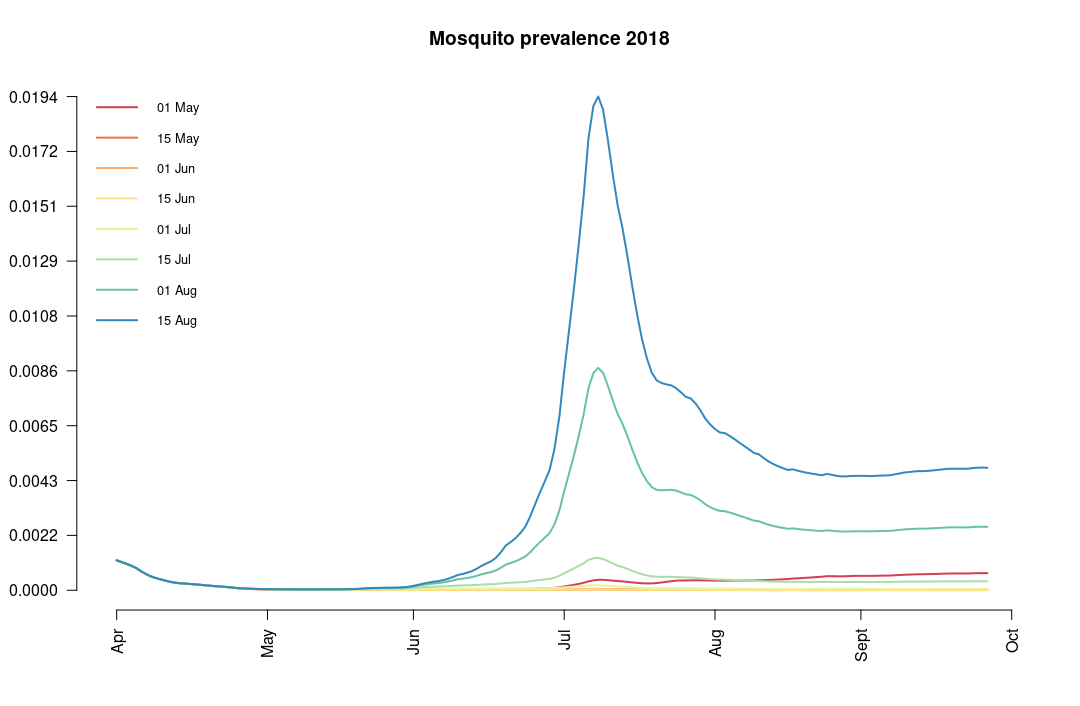 Mosquito prevalence 2018
0.0194
0.0172
0.0151
0.0129
0.0108
0.0086
0.0065
0.0043
0.0022
0.0000
01 May
15 May
01 Jun
15 Jun
01 Jul
15 Jul
01 Aug
15 Aug
Apr
May
Jun
Jul
Aug
Sept
Oct